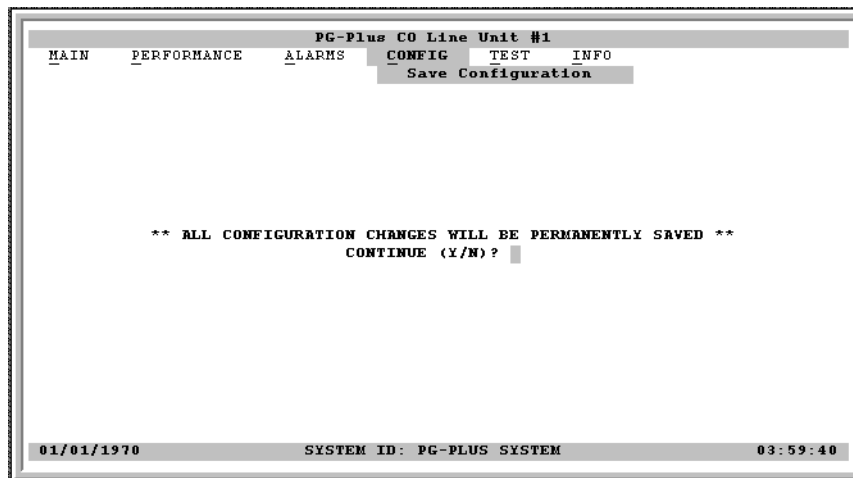 PG-Plus CO Line Unit #1
MAIN PERFORMANCE ALARMS CONFIG TEST INFO
Save Configuration
** ALL CONFIGURATION CHANGES WILL BE PERMANENTLY SAVED **
CONTINUE (Y/N)?
01/01/1970 SYSTEM ID: PG-PLUS SYSTEM 03:59:40